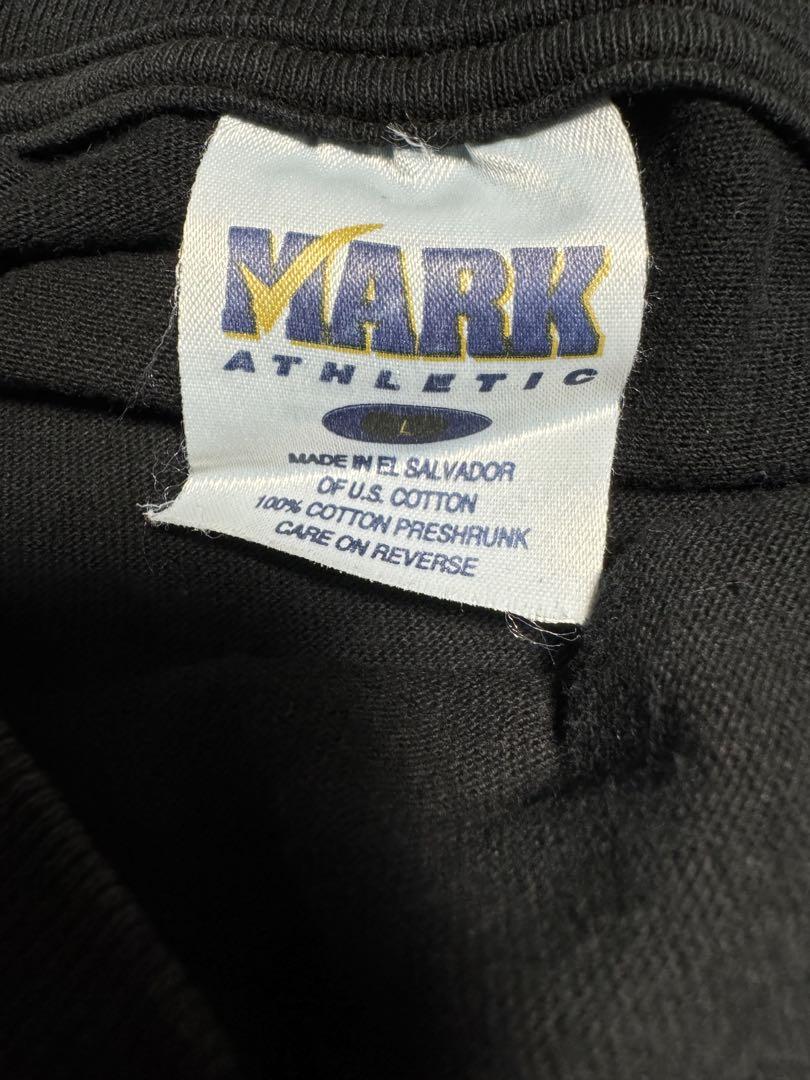 MARK
ATHLETIC
L
MADE IN EL SALVADOR
OF U.S. COTTON
100% COTTON PRESHRUNK
CARE ON REVERSE